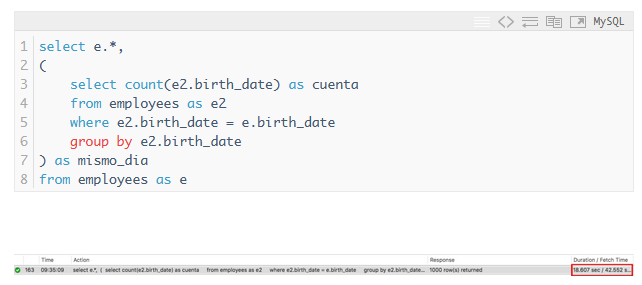 MySQL
1 select e.*,
2 (
3 select count(e2.birth_date) as cuenta
4 from employees as e2
5 where e2.birth_date = e.birth_date
6 group by e2.birth_date
7 ) as mismo_dia
8 from employees as e
Time Action Response Duration / Fetch Time
163 09:35:09 select e.*, ( select count(e2.birth_date) as cuenta from employees as e2 where e2.birth_date = e.birth_date group by e2.birth_date... 1000 row(s) returned 18.607 sec / 42.552 s...